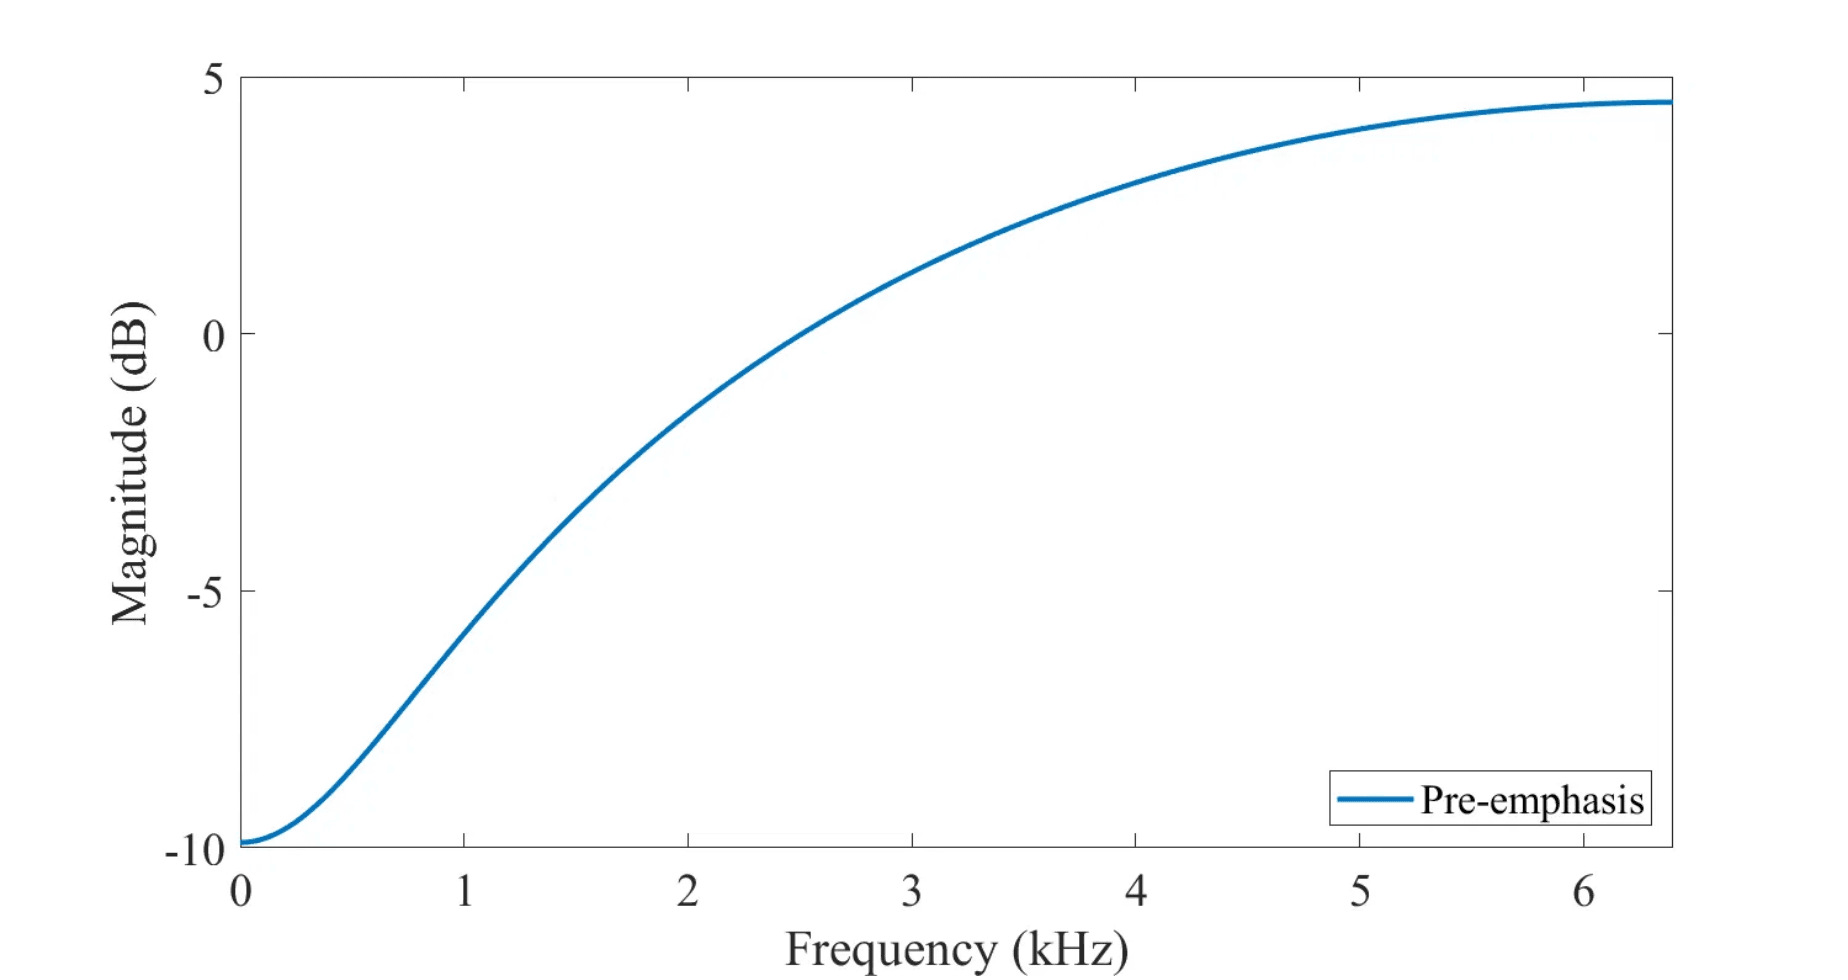 5
0
-5
-10
Magnitude (dB)
Pre-emphasis
0 1 2 3 4 5 6
Frequency (kHz)